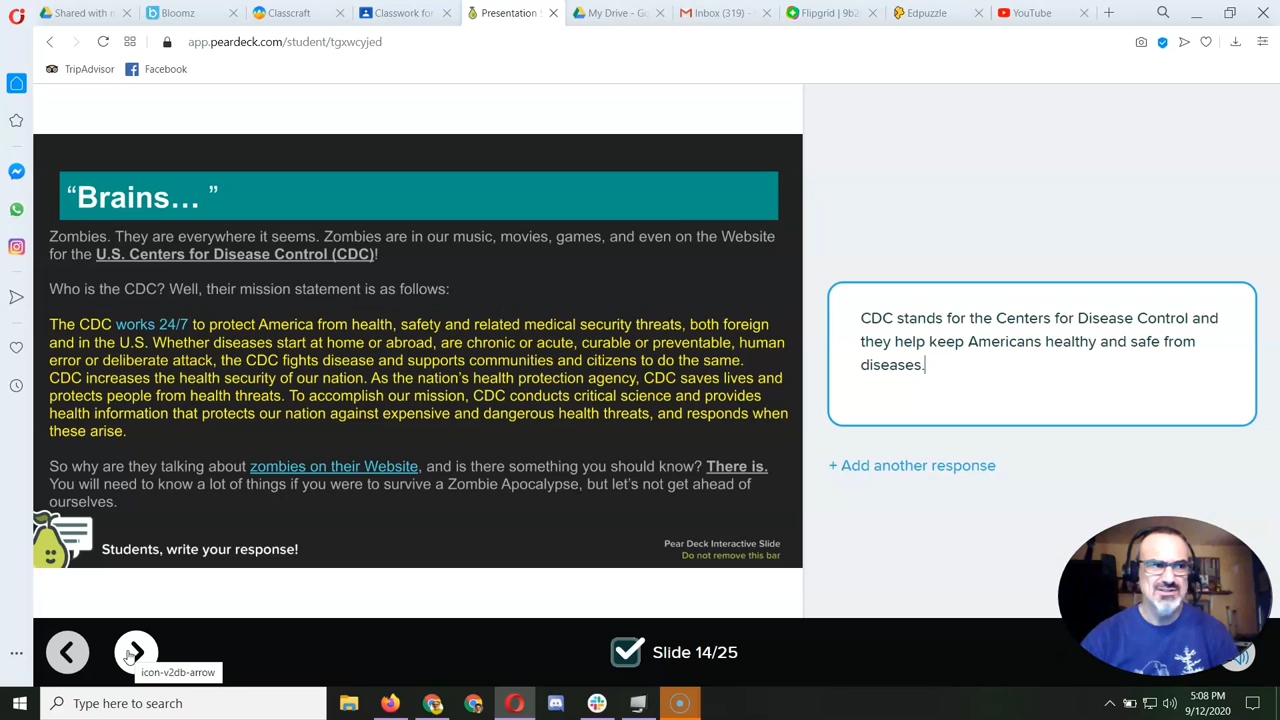 Shared with m
Bloomz
Classcraft
Classwork for
Presentation
My Drive - Go
Inbox (319) -
Flipgrid | 9b2
Edpuzzle
YouTube
app.peardeck.com/student/tgxwcyjed
TripAdvisor
Facebook
“Brains… ”
Zombies. They are everywhere it seems. Zombies are in our music, movies, games, and even on the Website
for the U.S. Centers for Disease Control (CDC)!
Who is the CDC? Well, their mission statement is as follows:
The CDC works 24/7 to protect America from health, safety and related medical security threats, both foreign
and in the U.S. Whether diseases start at home or abroad, are chronic or acute, curable or preventable, human
error or deliberate attack, the CDC fights disease and supports communities and citizens to do the same.
CDC increases the health security of our nation. As the nation’s health protection agency, CDC saves lives and
protects people from health threats. To accomplish our mission, CDC conducts critical science and provides
health information that protects our nation against expensive and dangerous health threats, and responds when
these arise.
So why are they talking about zombies on their Website, and is there something you should know? There is.
You will need to know a lot of things if you were to survive a Zombie Apocalypse, but let’s not get ahead of
ourselves.
Students, write your response!
Pear Deck Interactive Slide
Do not remove this bar
CDC stands for the Centers for Disease Control and
they help keep Americans healthy and safe from
diseases.
+ Add another response
Slide 14/25
icon-v2db-arrow
Type here to search
5:08 PM
9/12/2020